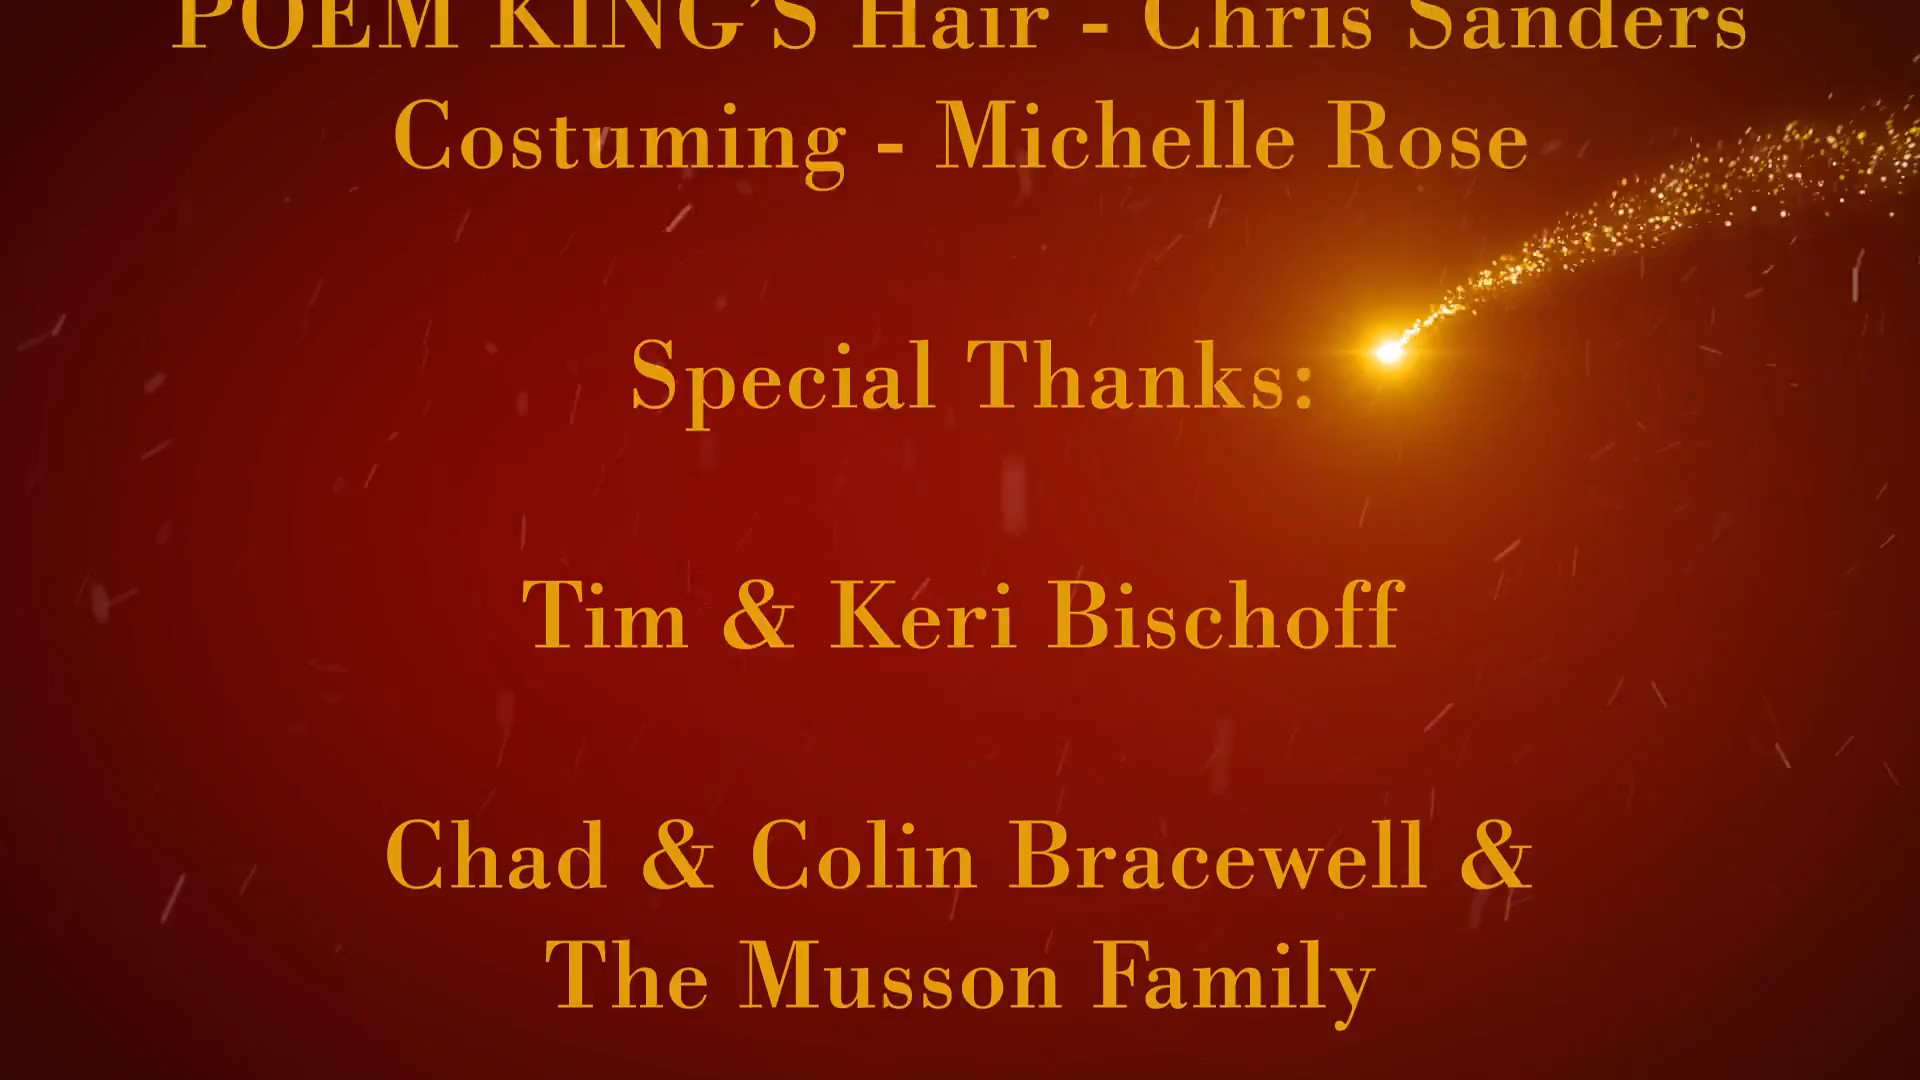 POEM KING'S Hair - Chris Sanders
Costuming - Michelle Rose
Special Thanks:
Tim & Keri Bischoff
Chad & Colin Bracewell &
The Musson Family